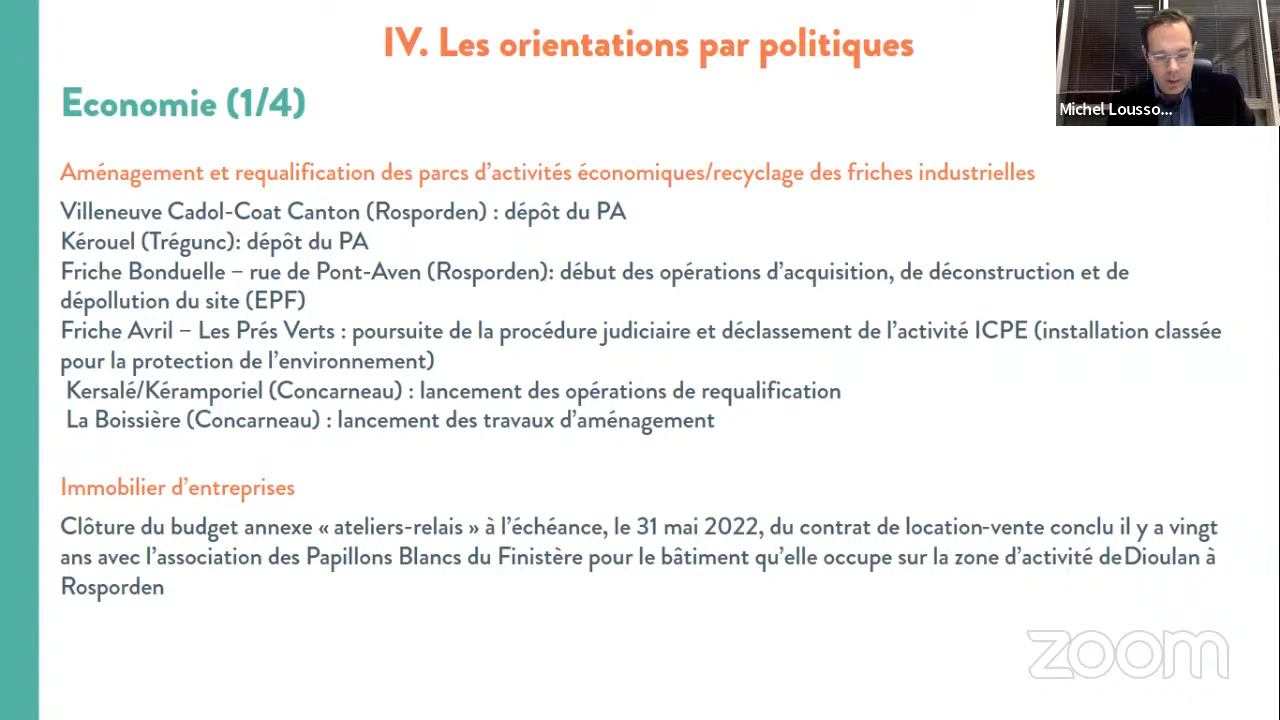 IV. Les orientations par politiques
Economie (1/4)
Michel Lousso...
Aménagement et requalification des parcs d'activités économiques/recyclage des friches industrielles
Villeneuve Cadol-Coat Canton (Rosporden) : dépôt du PA
Kérouel (Trégunc): dépôt du PA
Friche Bonduelle – rue de Pont-Aven (Rosporden): début des opérations d'acquisition, de déconstruction et de
dépollution du site (EPF)
Friche Avril – Les Prés Verts : poursuite de la procédure judiciaire et déclassement de l'activité ICPE (installation classée
pour la protection de l'environnement)
Kersalé/Kéramporiel (Concarneau) : lancement des opérations de requalification
La Boissière (Concarneau) : lancement des travaux d'aménagement
Immobilier d'entreprises
Clôture du budget annexe « ateliers-relais » à l'échéance, le 31 mai 2022, du contrat de location-vente conclu il y a vingt
ans avec l'association des Papillons Blancs du Finistère pour le bâtiment qu'elle occupe sur la zone d'activité de Dioulan à
Rosporden
zoom